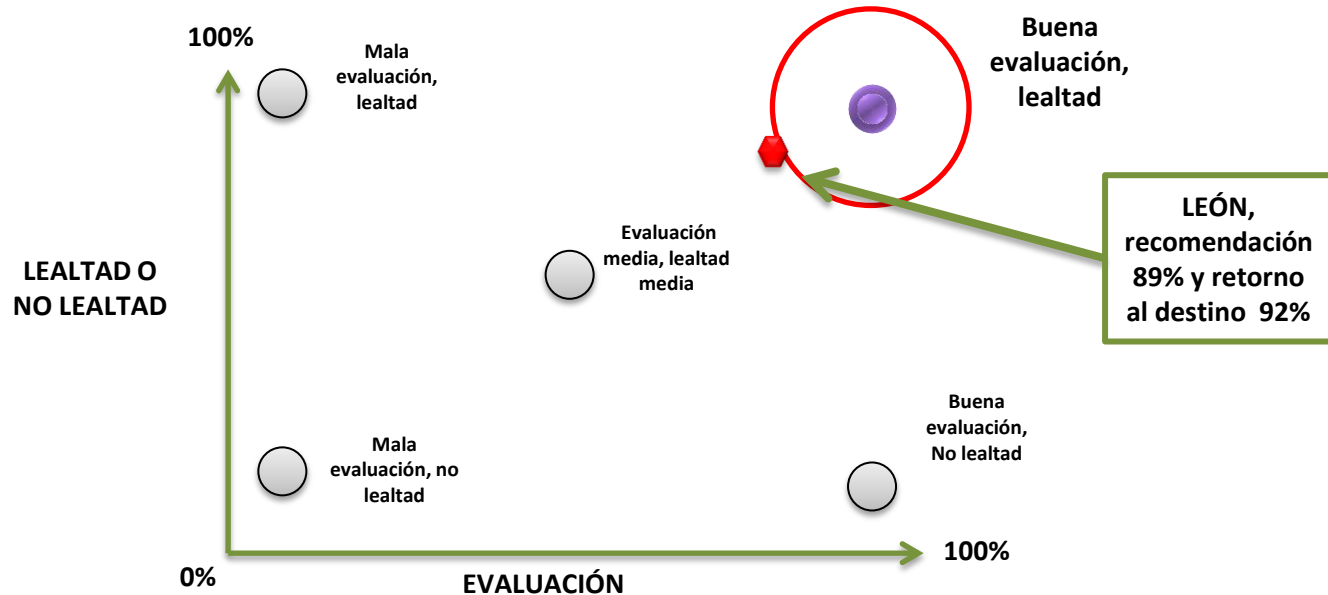 100%
Mala
evaluación,
lealtad
Buena
evaluación,
lealtad
LEÓN,
recomendación
89% y retorno
al destino 92%
Evaluación
media, lealtad
media
LEALTAD O
NO LEALTAD
Buena
evaluación,
No lealtad
Mala
evaluación, no
lealtad
100%
0%
EVALUACIÓN